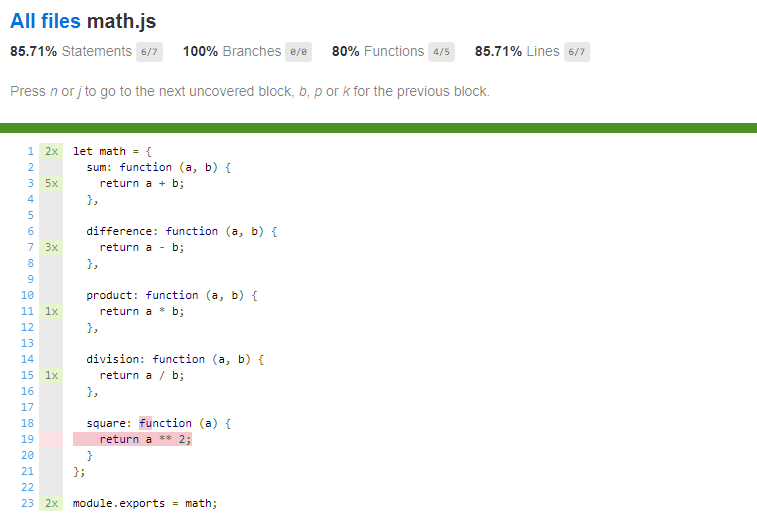 All files math.js
85.71% Statements 6/7 100% Branches 0/0 80% Functions 4/5 85.71% Lines 6/7
Press n or j to go to the next uncovered block, b, p or k for the previous block.
1 2x let math = {
2 sum: function (a, b) {
3 5x return a + b;
4 },
5
6 difference: function (a, b) {
7 3x return a - b;
8 },
9
10 product: function (a, b) {
11 1x return a * b;
12 },
13
14 division: function (a, b) {
15 1x return a / b;
16 },
17
18 square: function (a) {
19 return a ** 2;
20 }
21 };
22
23 2x module.exports = math;